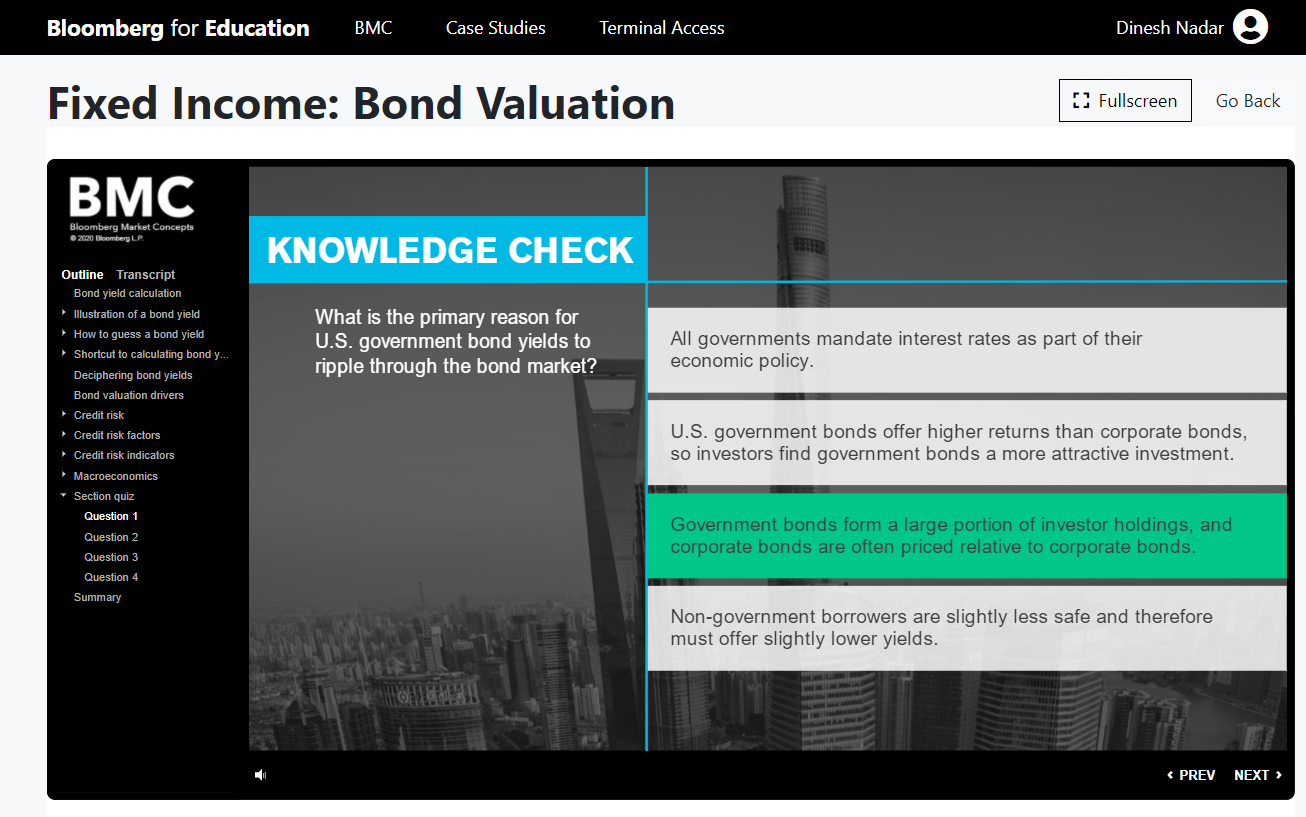 Bloomberg for Education
BMC
Case Studies
Terminal Access
Dinesh Nadar
Fixed Income: Bond Valuation
Fullscreen
Go Back
BMC
Bloomberg Market Concepts
© 2020 Bloomberg L.P.
Outline
Transcript
Bond yield calculation
Illustration of a bond yield
How to guess a bond yield
Shortcut to calculating bond y...
Deciphering bond yields
Bond valuation drivers
Credit risk
Credit risk factors
Credit risk indicators
Macroeconomics
Section quiz
Question 1
Question 2
Question 3
Question 4
Summary
KNOWLEDGE CHECK
What is the primary reason for
U.S. government bond yields to
ripple through the bond market?
All governments mandate interest rates as part of their
economic policy.
U.S. government bonds offer higher returns than corporate bonds,
so investors find government bonds a more attractive investment.
Government bonds form a large portion of investor holdings, and
corporate bonds are often priced relative to corporate bonds.
Non-government borrowers are slightly less safe and therefore
must offer slightly lower yields.
‹ PREV
NEXT ›